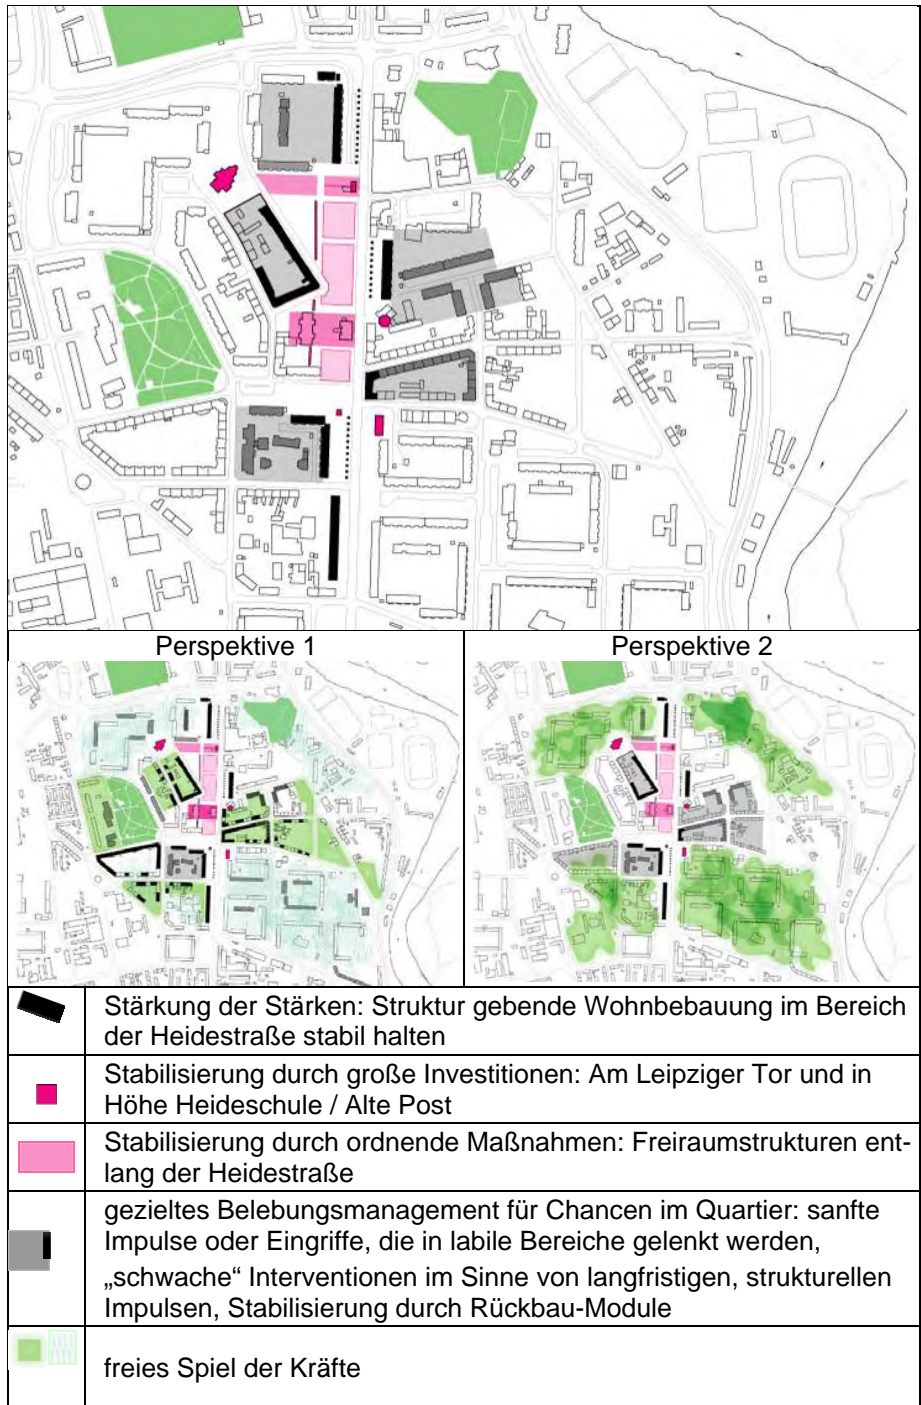 Perspektive 1
Perspektive 2
Stärkung der Stärken: Struktur gebende Wohnbebauung im Bereich
der Heidestraße stabil halten
Stabilisierung durch große Investitionen: Am Leipziger Tor und in
Höhe Heideschule / Alte Post
Stabilisierung durch ordnende Maßnahmen: Freiraumstrukturen ent-
lang der Heidestraße
gezieltes Belebungsmanagement für Chancen im Quartier: sanfte
Impulse oder Eingriffe, die in labile Bereiche gelenkt werden,
„schwache“ Interventionen im Sinne von langfristigen, strukturellen
Impulsen, Stabilisierung durch Rückbau-Module
freies Spiel der Kräfte